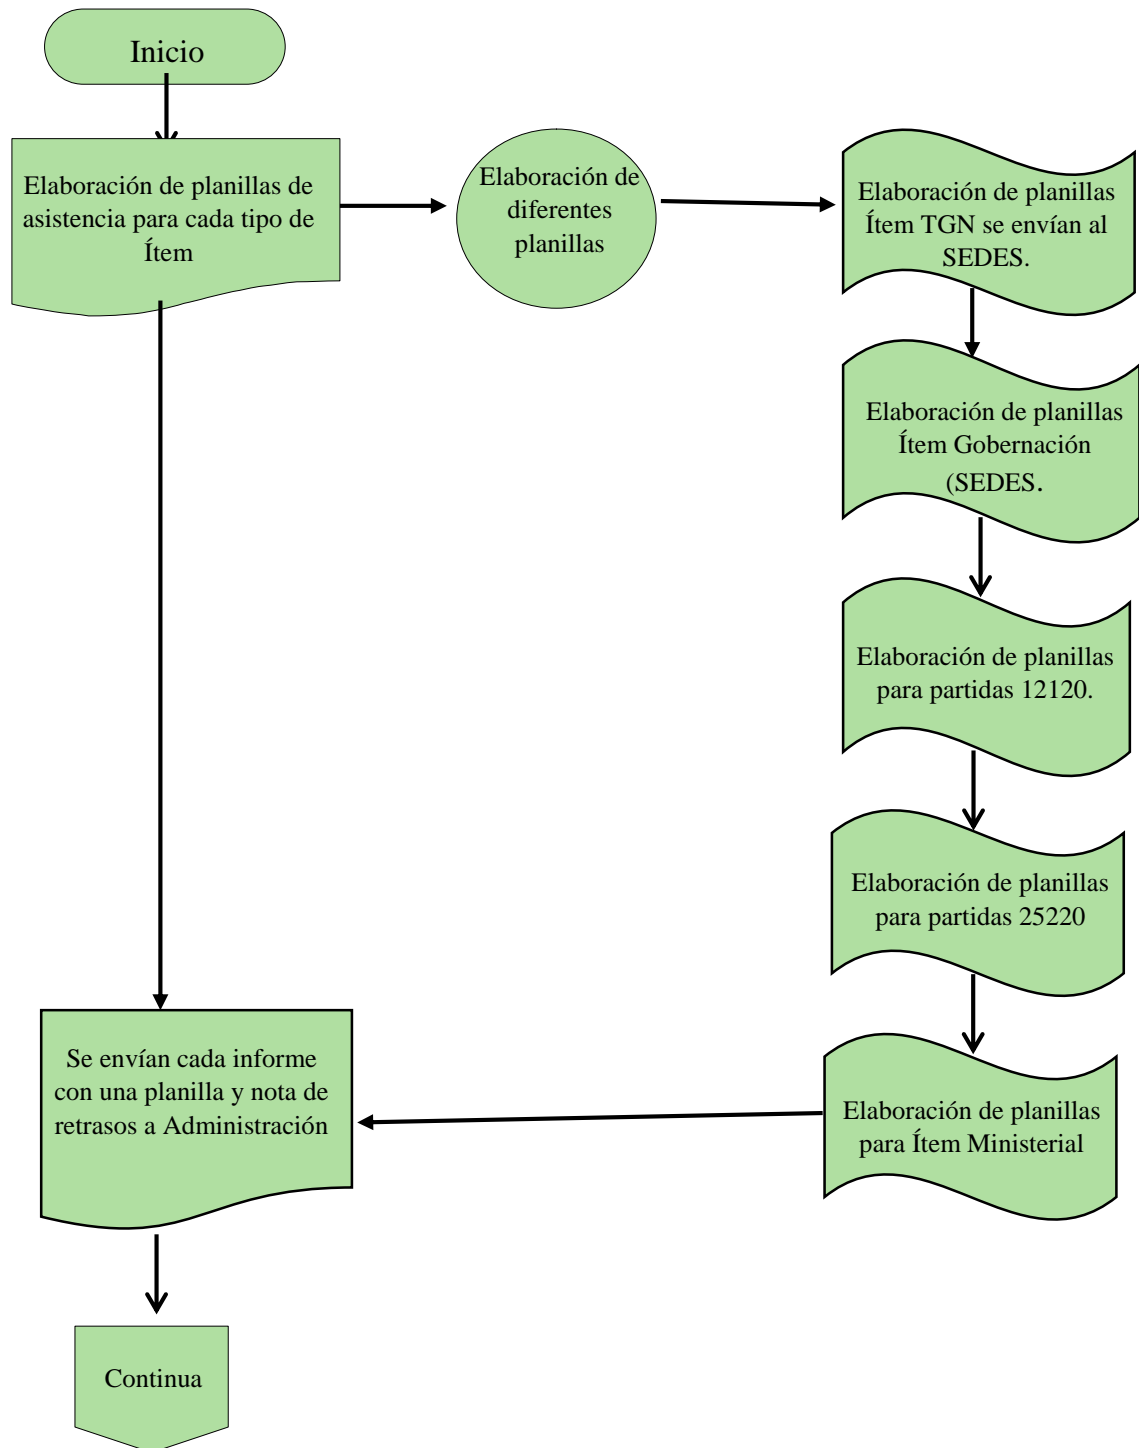 Inicio
Elaboración de planillas de
asistencia para cada tipo de
Ítem
Elaboración de
diferentes
planillas
Elaboración de planillas
Ítem TGN se envían al
SEDES.
Elaboración de planillas
Ítem Gobernación
(SEDES.
Elaboración de planillas
para partidas 12120.
Elaboración de planillas
para partidas 25220
Elaboración de planillas
para Ítem Ministerial
Se envían cada informe
con una planilla y nota de
retrasos a Administración
Continua